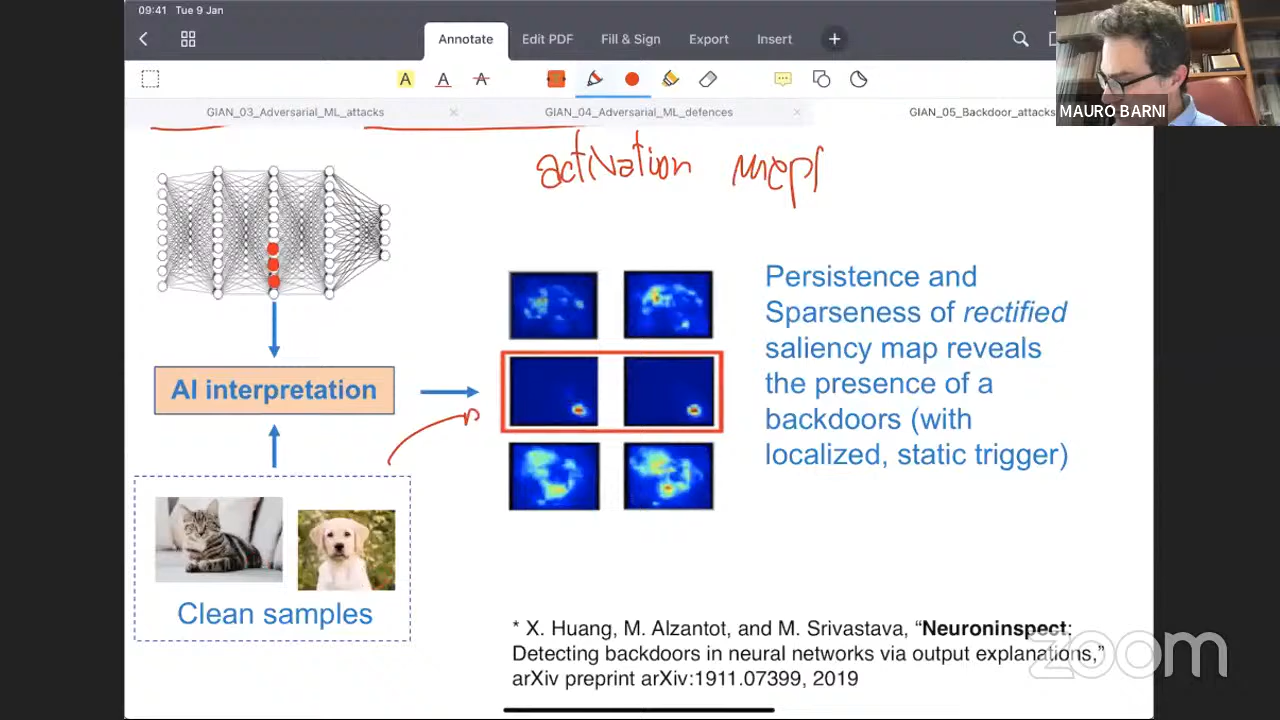 09:41 Tue 9 Jan
Annotate Edit PDF Fill & Sign Export Insert
A A A
GIAN_03_Adversarial_ML_attacks GIAN_04_Adversarial_ML_defences GIAN_05_Backdoor_attacks
MAURO BARNI
activation maps
Persistence and
Sparseness of rectified
saliency map reveals
the presence of a
backdoors (with
localized, static trigger)
AI interpretation
Clean samples
* X. Huang, M. Alzantot, and M. Srivastava, “Neuroninspect:
Detecting backdoors in neural networks via output explanations,”
arXiv preprint arXiv:1911.07399, 2019
zoom